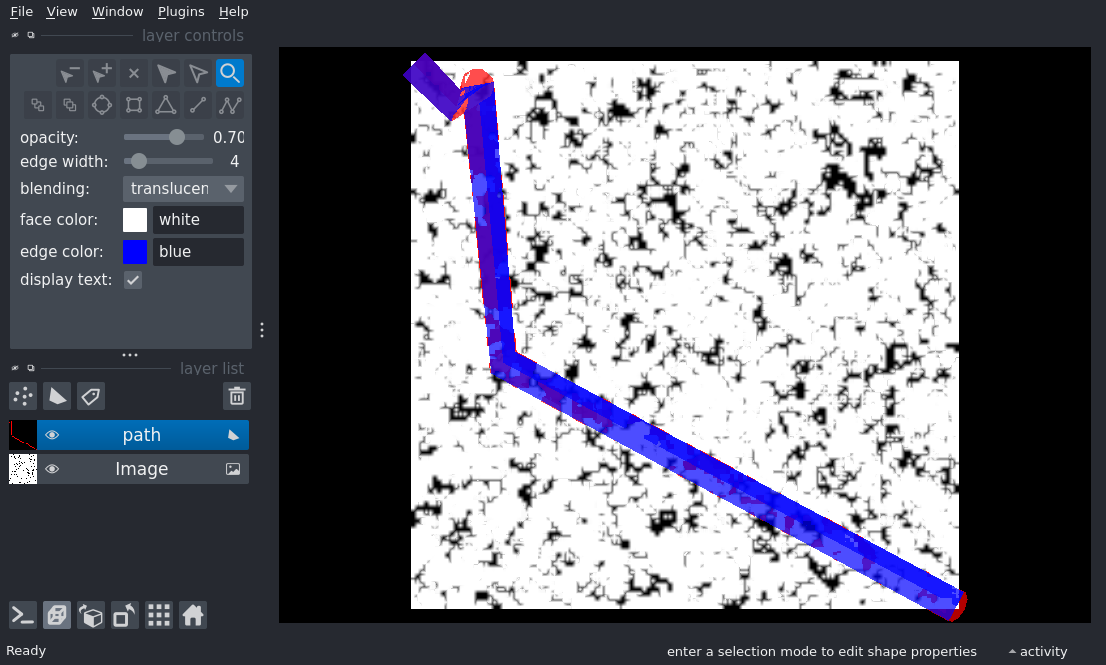 File View Window Plugins Help
layer controls
opacity: 0.70
edge width: 4
blending: translucen
face color: white
edge color: blue
display text:
layer list
path
Image
Ready enter a selection mode to edit shape properties activity